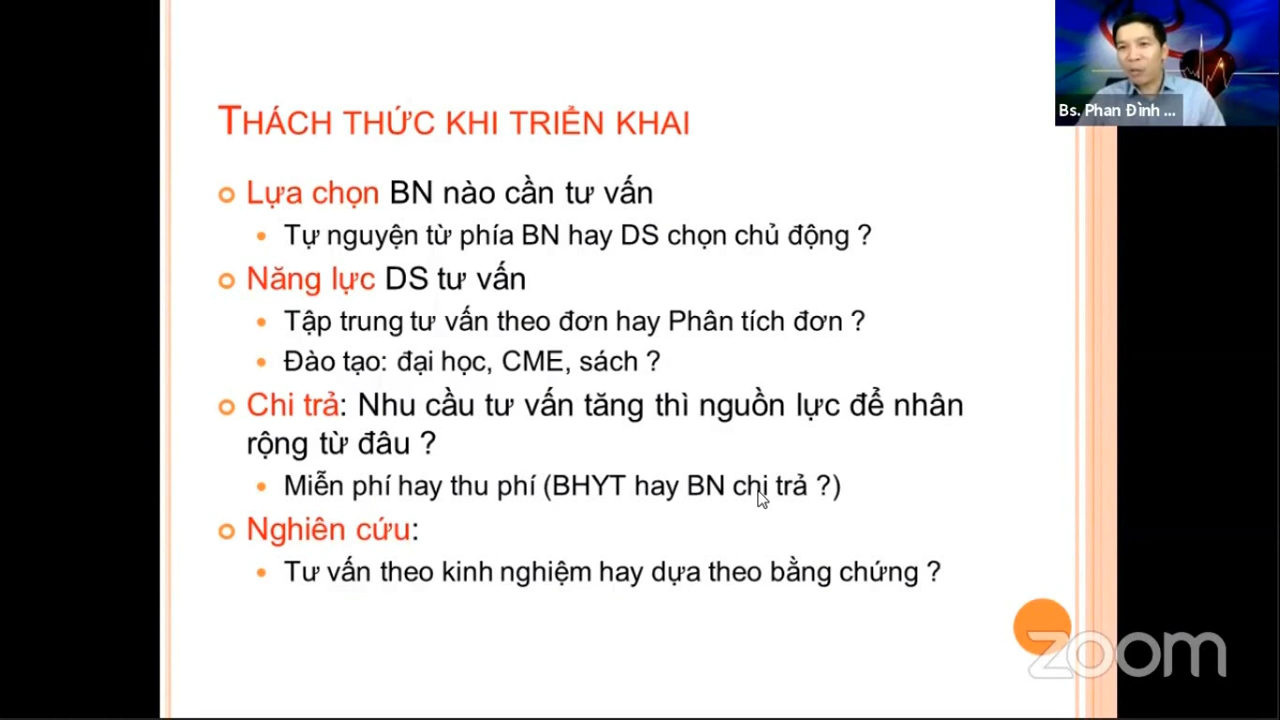 Bs. Phan Đình ...
THÁCH THỨC KHI TRIỂN KHAI
Lựa chọn BN nào cần tư vấn
Tự nguyện từ phía BN hay DS chọn chủ động ?
Năng lực DS tư vấn
Tập trung tư vấn theo đơn hay Phân tích đơn ?
Đào tạo: đại học, CME, sách ?
Chi trả: Nhu cầu tư vấn tăng thì nguồn lực để nhân
rộng từ đâu ?
Miễn phí hay thu phí (BHYT hay BN chi trả ?)
Nghiên cứu:
Tư vấn theo kinh nghiệm hay dựa theo bằng chứng ?
zoom